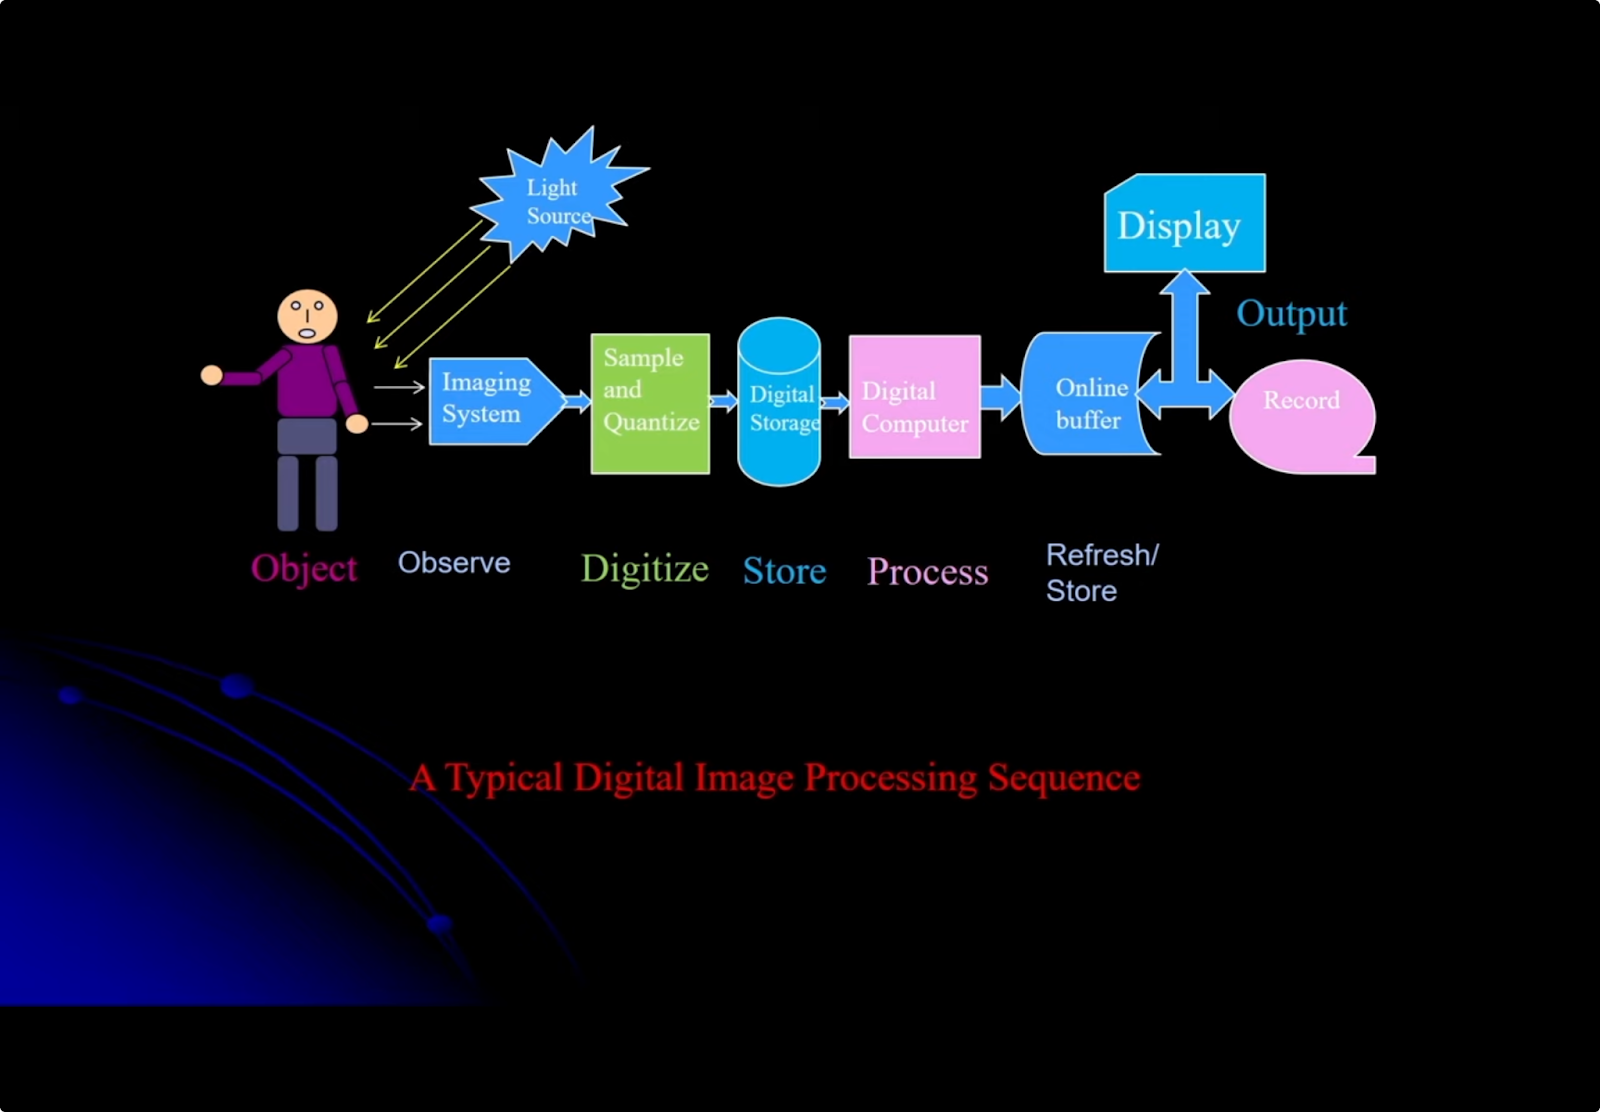 Light
Source
Display
Output
Imaging
System
Sample
and
Quantize
Digital
Storage
Digital
Computer
Online
buffer
Record
Object
Observe
Digitize
Store
Process
Refresh/
Store
A Typical Digital Image Processing Sequence